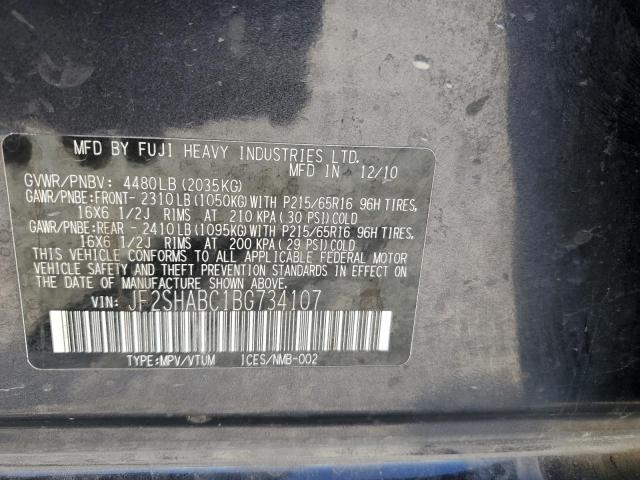 MFD BY FUJI HEAVY INDUSTRIES LTD.
MFD IN 12/10
GVWR/PNBV: 4480LB (2035KG)
GAWR/PNBE:FRONT- 2310LB (1050KG)WITH P215/65R16 96H TIRES,
16X6 1/2J RIMS AT 210 KPA (30 PSI)COLD
GAWR/PNBE:REAR - 2410LB (1095KG)WITH P215/65R16 96H TIRES,
16X6 1/2J RIMS AT 200 KPA (29 PSI)COLD
THIS VEHICLE CONFORMS TO ALL APPLICABLE FEDERAL MOTOR
VEHICLE SAFETY AND THEFT PREVENTION STANDARDS IN EFFECT ON
THE DATE OF MANUFACTURE SHOWN ABOVE.
VIN: JF2SHABC1BG734107
TYPE:MPV/VTUM ICES/NMB-002